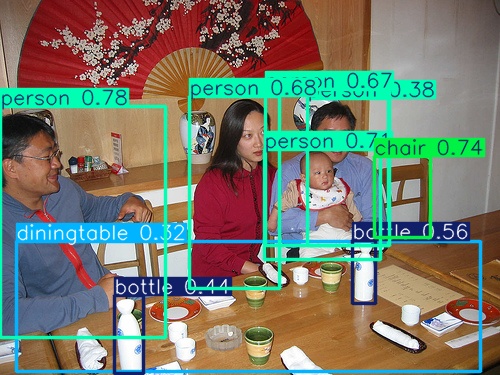 person 0.67
person 0.68
person 0.38
person 0.78
person 0.71
chair 0.74
diningtable 0.32
bottle 0.56
bottle 0.44